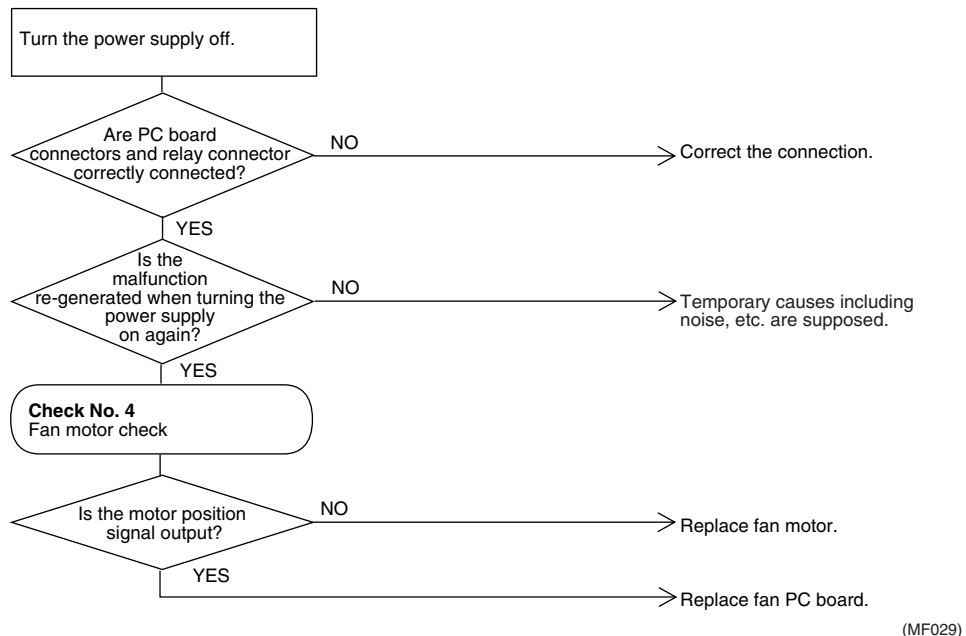 Turn the power supply off.
Are PC board
connectors and relay connector
correctly connected?
NO
Correct the connection.
YES
Is the
malfunction
re-generated when turning the
power supply
on again?
NO
Temporary causes including
noise, etc. are supposed.
YES
Check No. 4
Fan motor check
Is the motor position
signal output?
NO
Replace fan motor.
YES
Replace fan PC board.
(MF029)